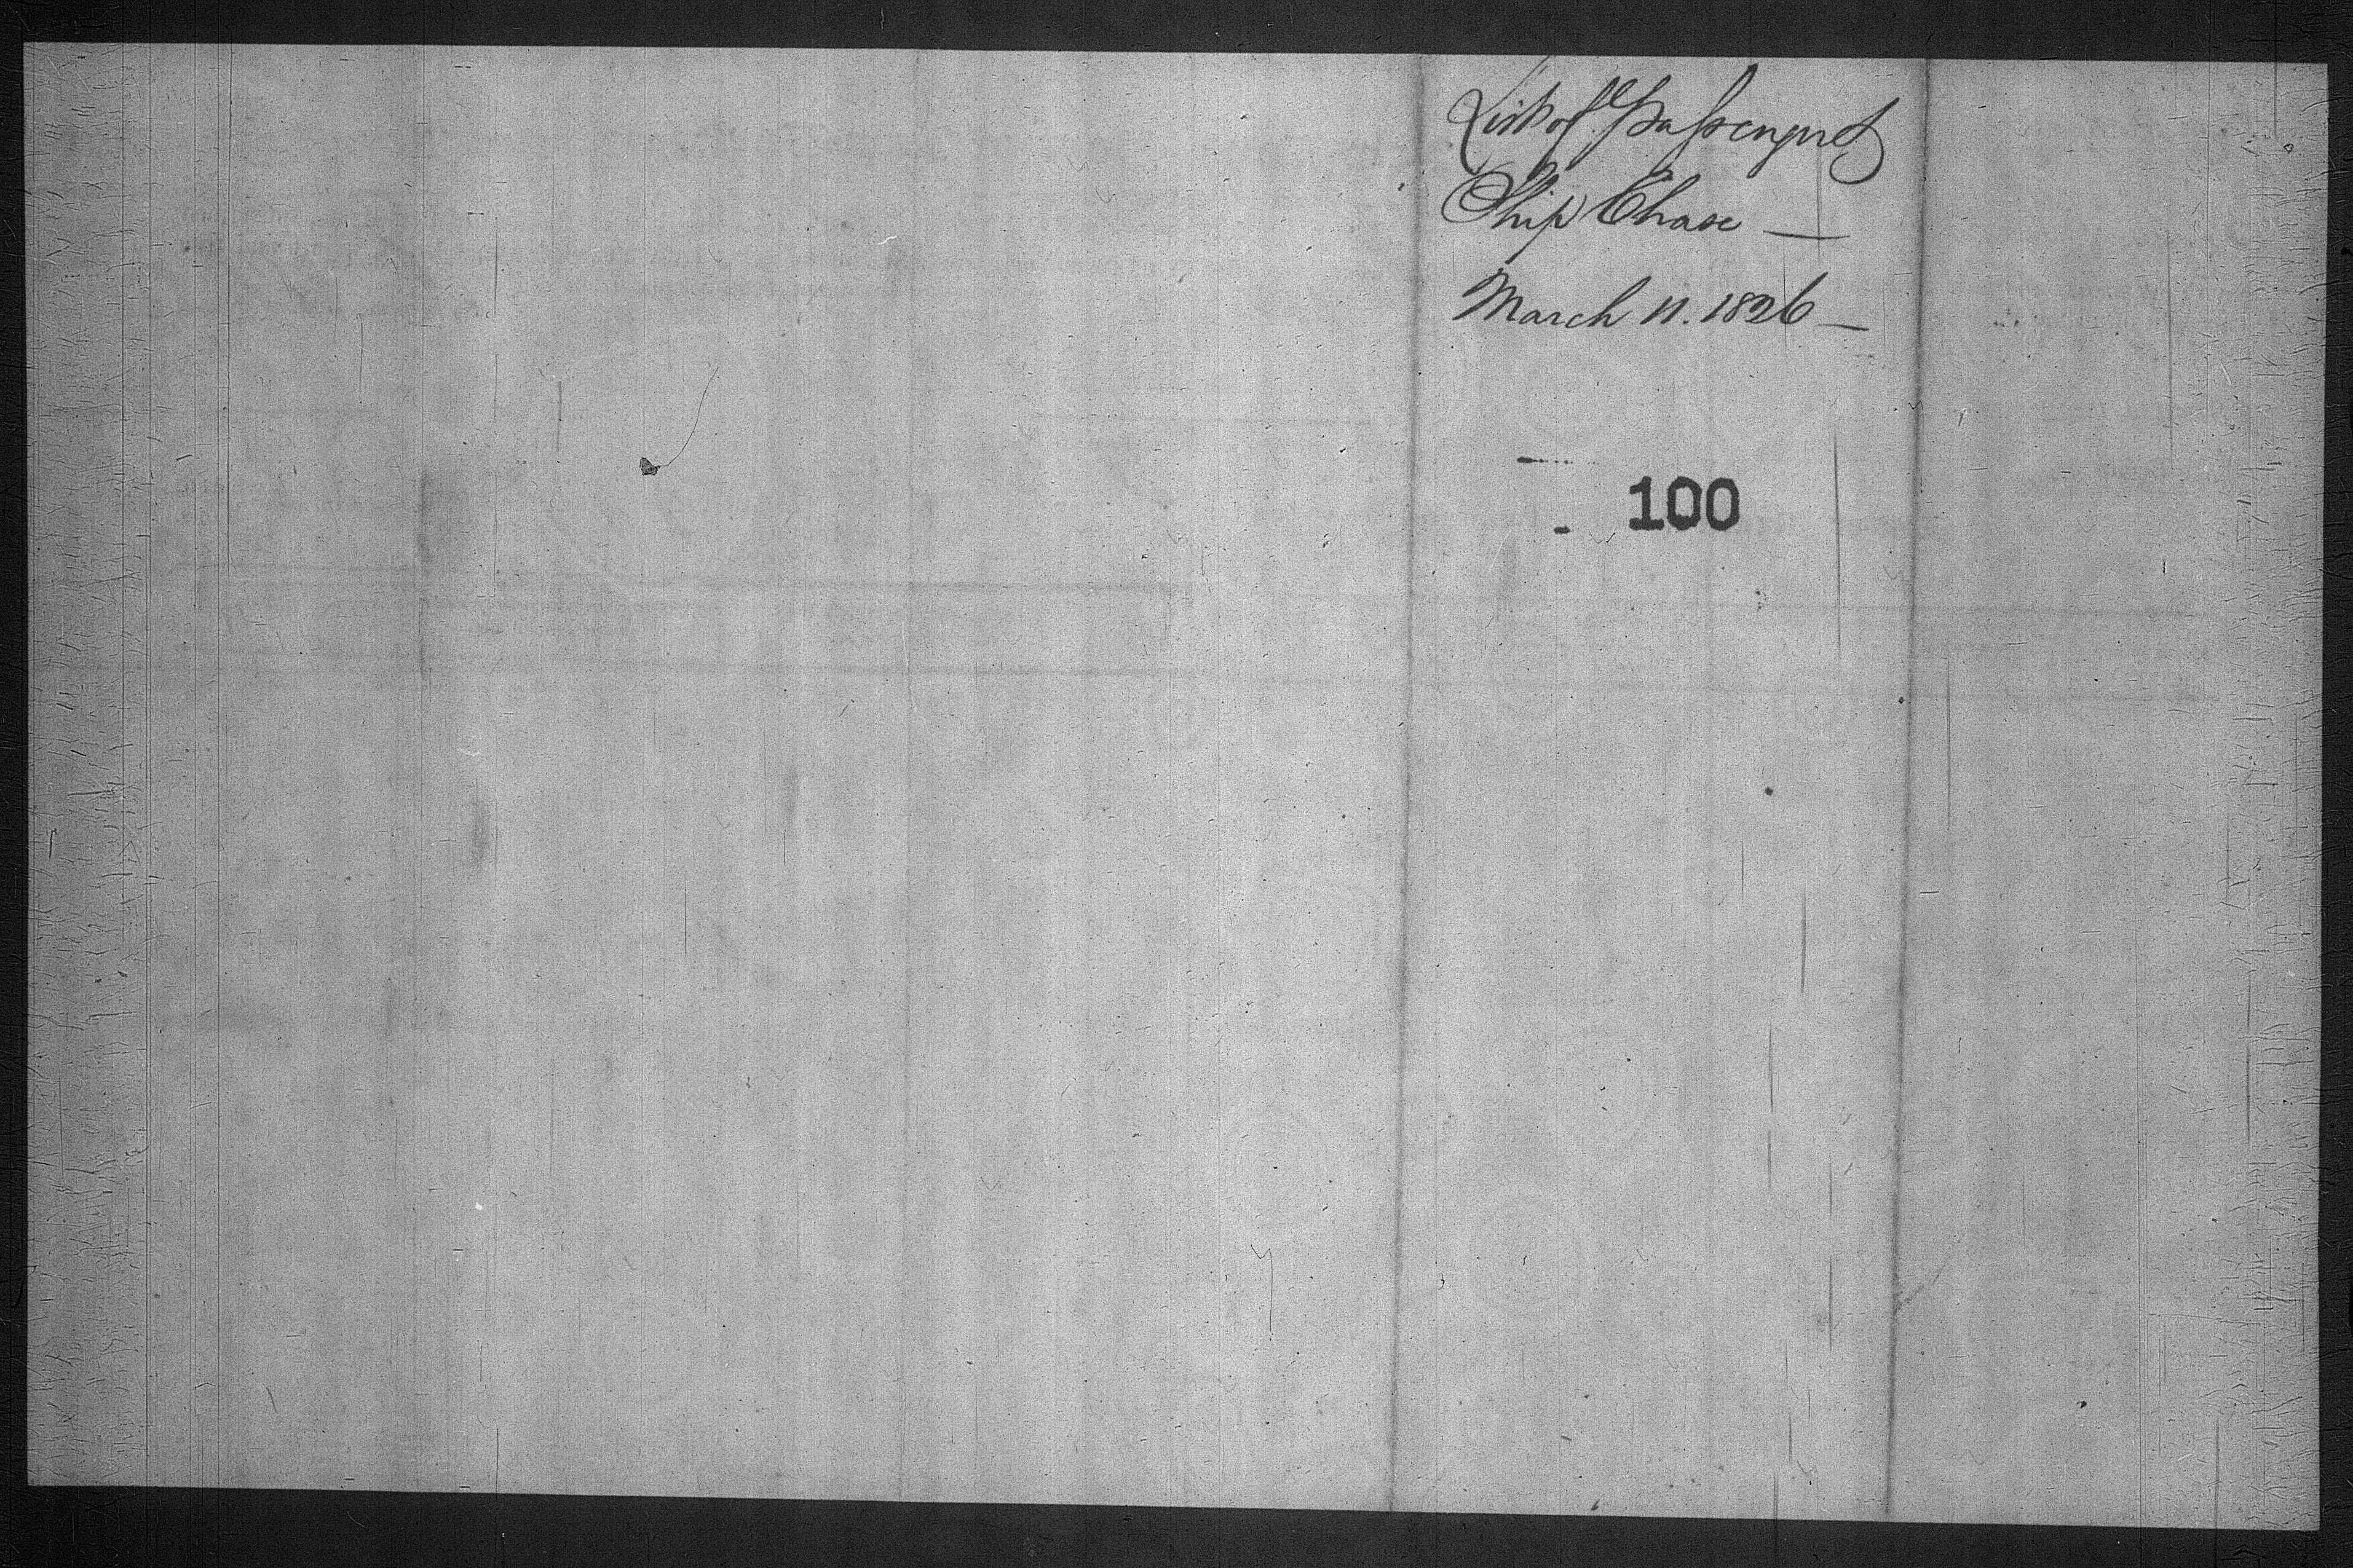 List of Passengers
Ship Chase —
March 11. 1826 —
100